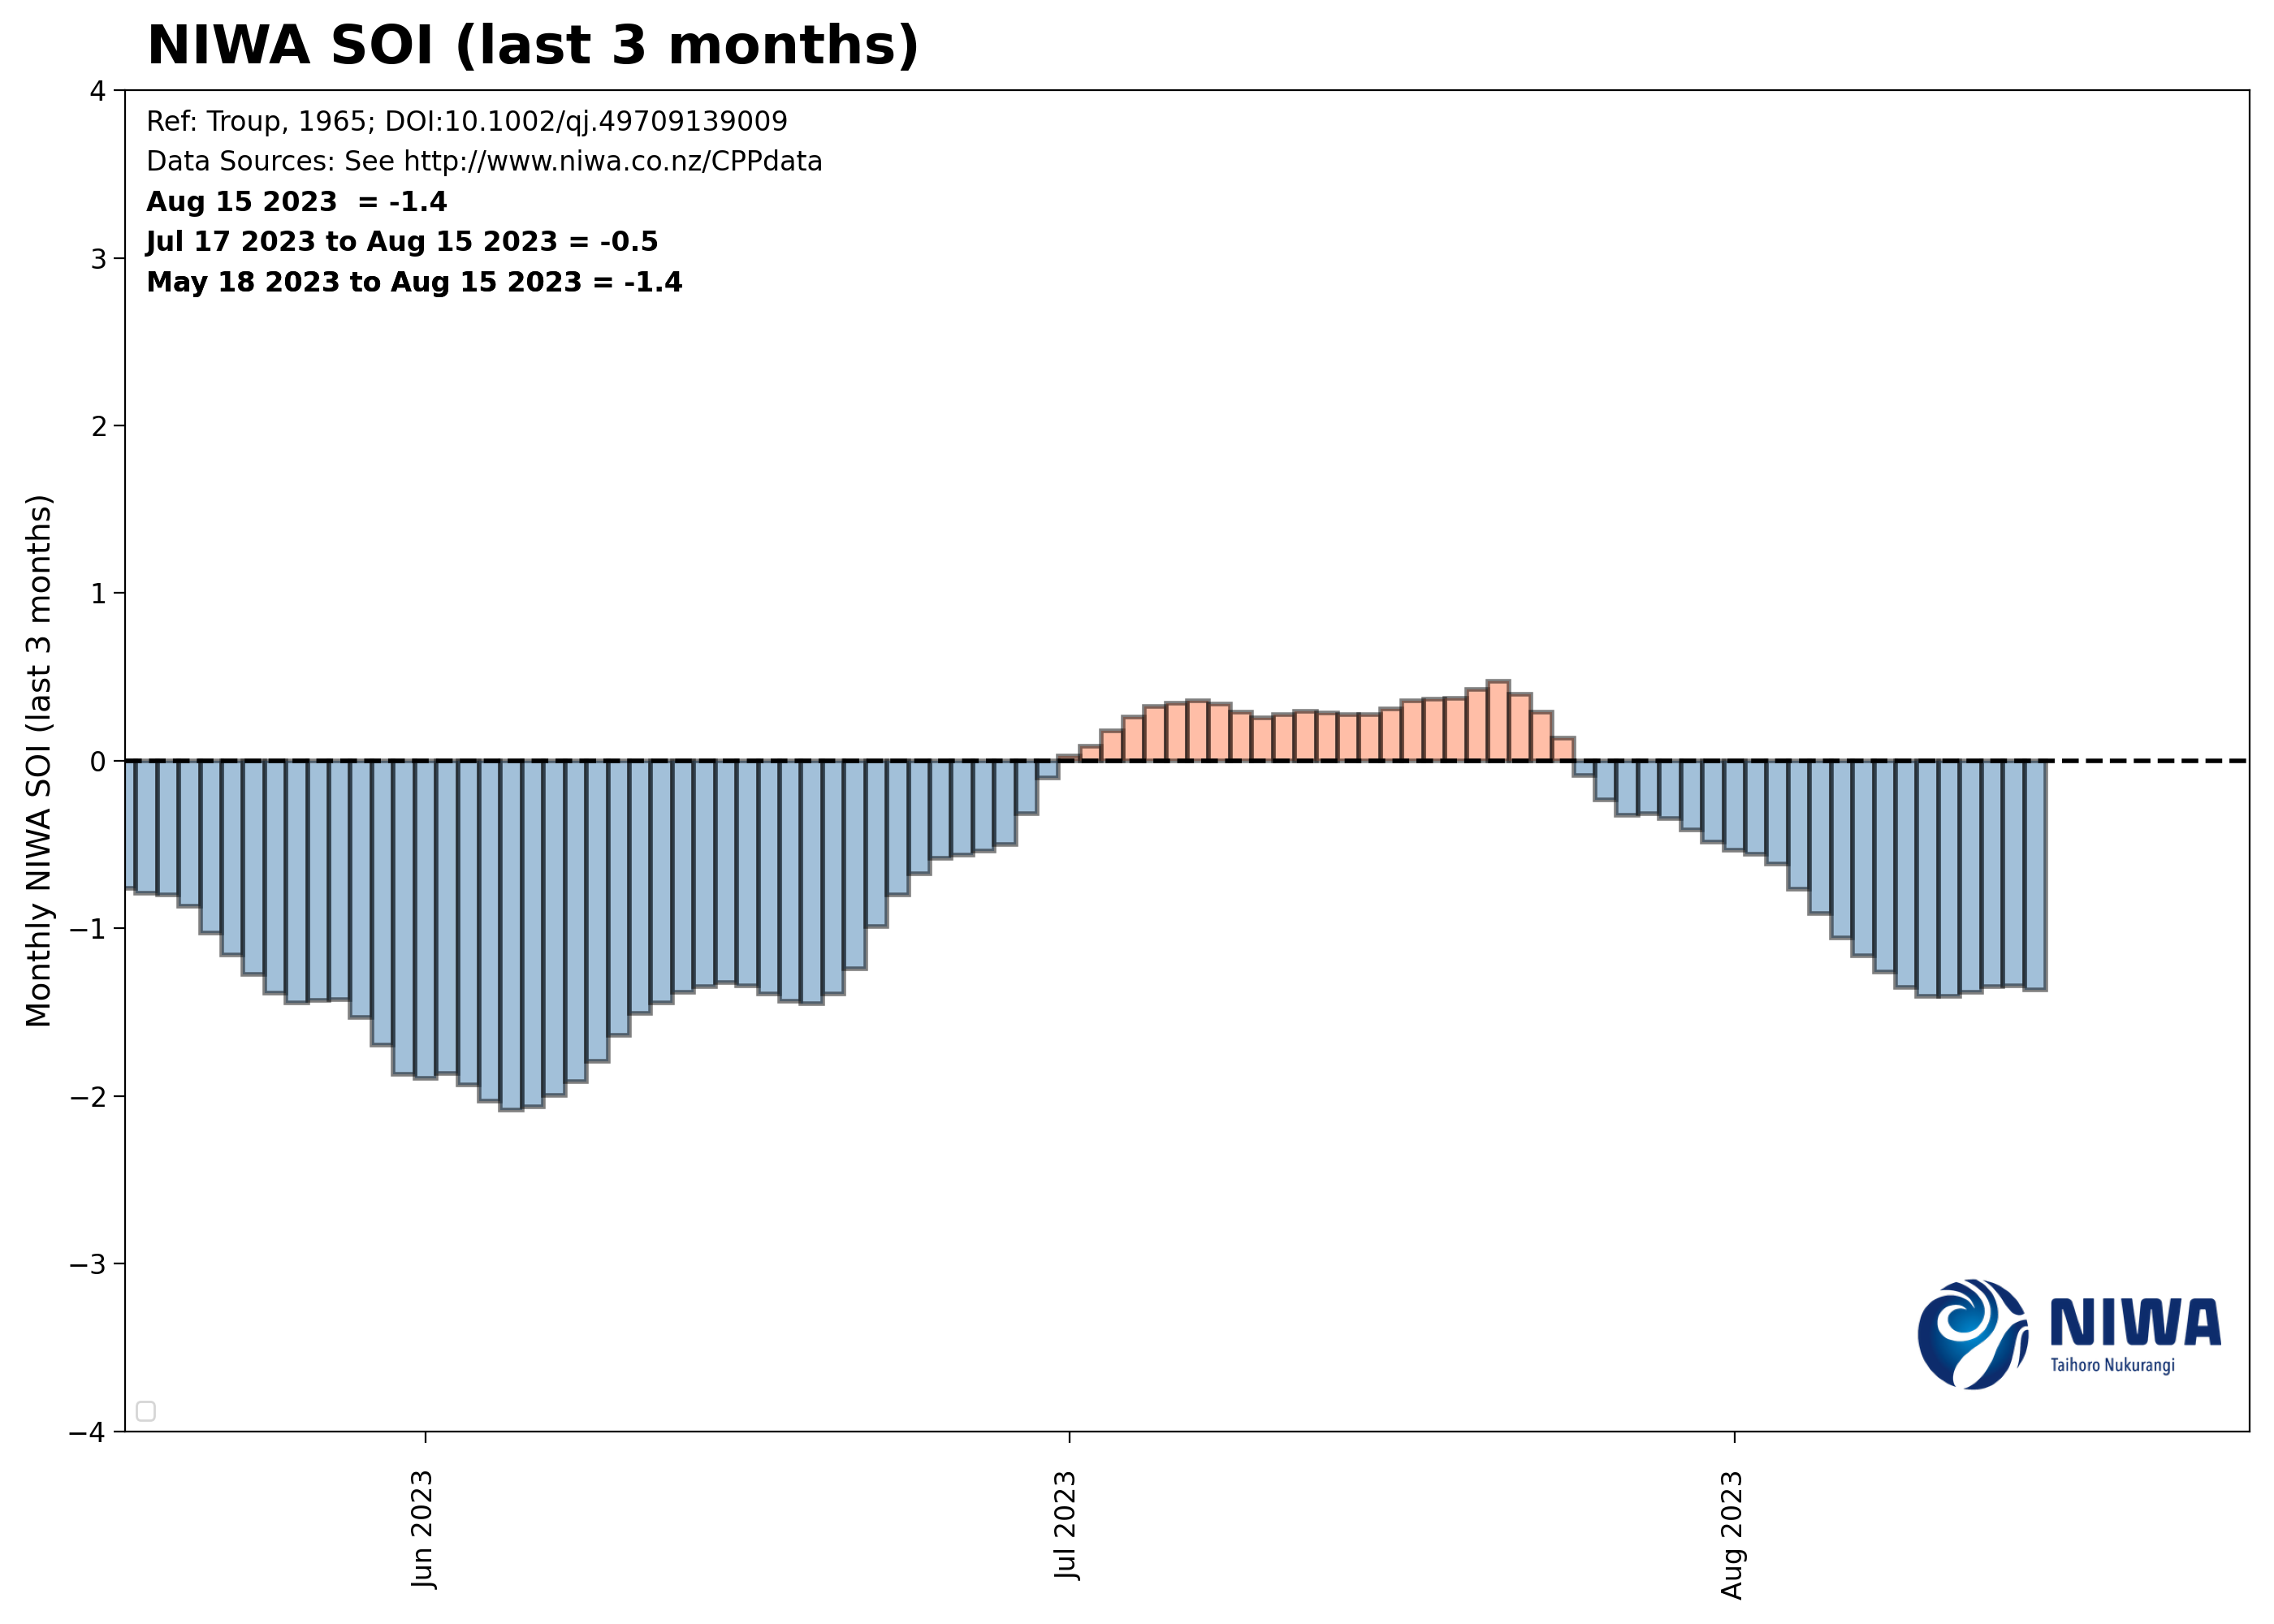 NIWA SOI (last 3 months)
Ref: Troup, 1965; DOI:10.1002/qj.49709139009
Data Sources: See http://www.niwa.co.nz/CPPdata
Aug 15 2023  = -1.4
Jul 17 2023 to Aug 15 2023 = -0.5
May 18 2023 to Aug 15 2023 = -1.4
Monthly NIWA SOI (last 3 months)
4
3
2
1
0
−1
−2
−3
−4
Jun 2023
Jul 2023
Aug 2023
NIWA
Taihoro Nukurangi